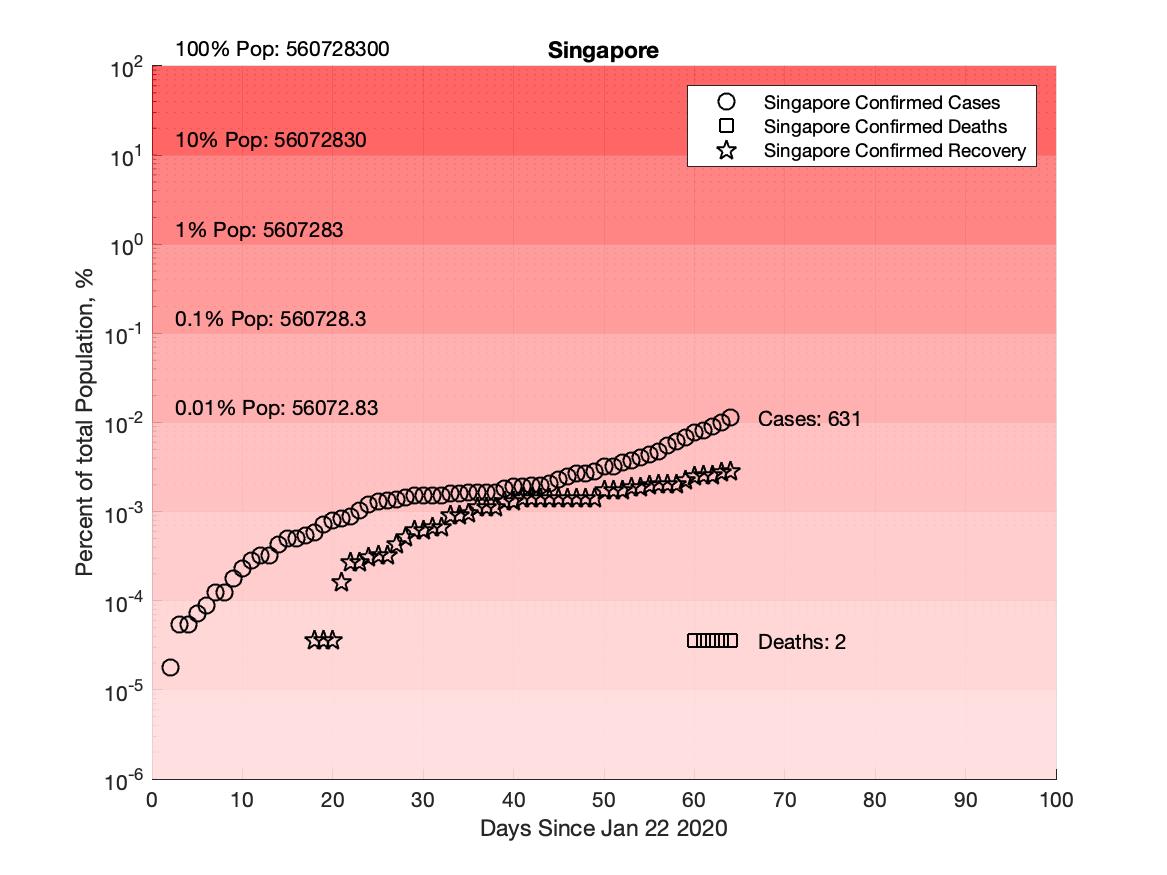 Singapore
100% Pop: 560728300
10% Pop: 56072830
1% Pop: 5607283
0.1% Pop: 560728.3
0.01% Pop: 56072.83
Singapore Confirmed Cases
Singapore Confirmed Deaths
Singapore Confirmed Recovery
Cases: 631
Deaths: 2
Percent of total Population, %
10^2
10^1
10^0
10^-1
10^-2
10^-3
10^-4
10^-5
10^-6
0 10 20 30 40 50 60 70 80 90 100
Days Since Jan 22 2020